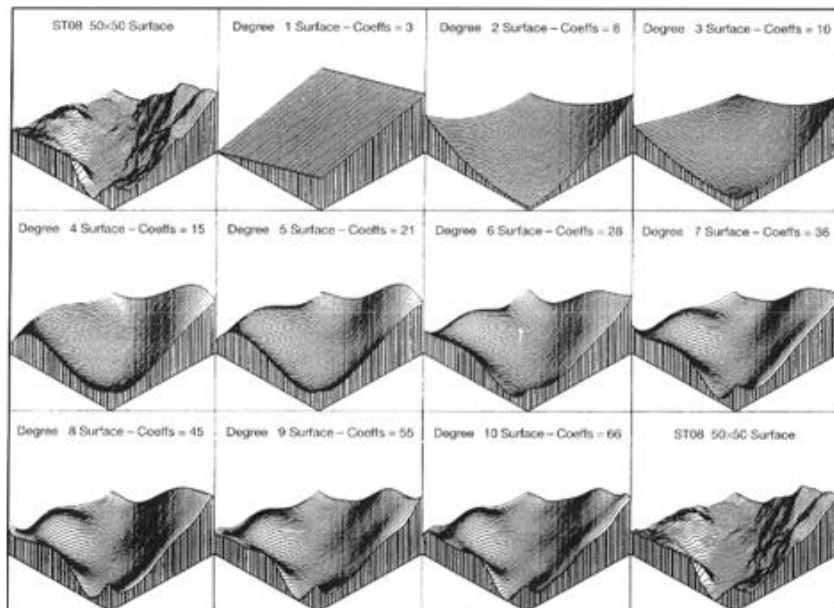 ST08 50×50 Surface
Degree 1 Surface – Coeffs = 3
Degree 2 Surface – Coeffs = 6
Degree 3 Surface – Coeffs = 10
Degree 4 Surface – Coeffs = 15
Degree 5 Surface – Coeffs = 21
Degree 6 Surface – Coeffs = 28
Degree 7 Surface – Coeffs = 36
Degree 8 Surface – Coeffs = 45
Degree 9 Surface – Coeffs = 55
Degree 10 Surface – Coeffs = 66
ST08 50×50 Surface